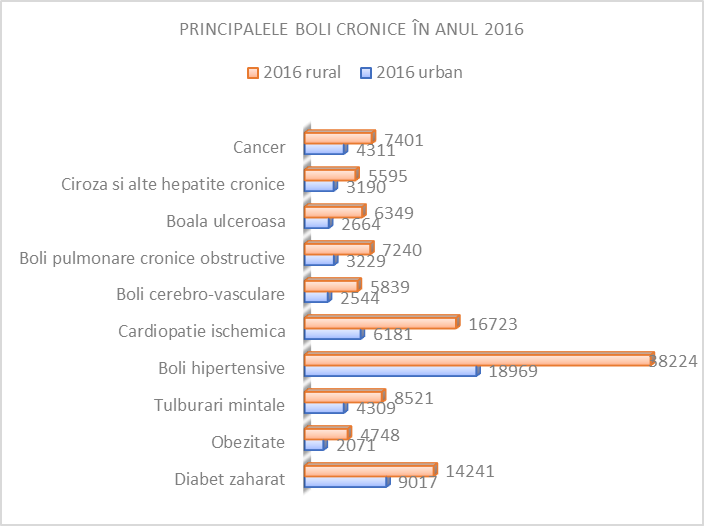 PRINCIPALELE BOLI CRONICE ÎN ANUL 2016
2016 rural 2016 urban
Cancer 7401 4311
Ciroza si alte hepatite cronice 5595 3190
Boala ulceroasa 6349 2664
Boli pulmonare cronice obstructive 7240 3229
Boli cerebro-vasculare 5839 2544
Cardiopatie ischemica 16723 6181
Boli hipertensive 38224 18969
Tulburari mintale 8521 4309
Obezitate 4748 2071
Diabet zaharat 14241 9017